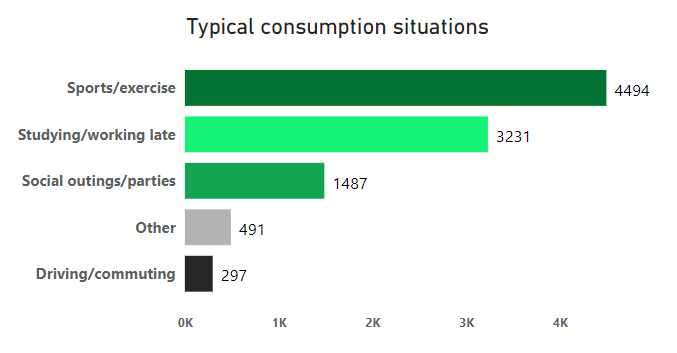 Typical consumption situations
Sports/exercise 4494
Studying/working late 3231
Social outings/parties 1487
Other 491
Driving/commuting 297
0K 1K 2K 3K 4K